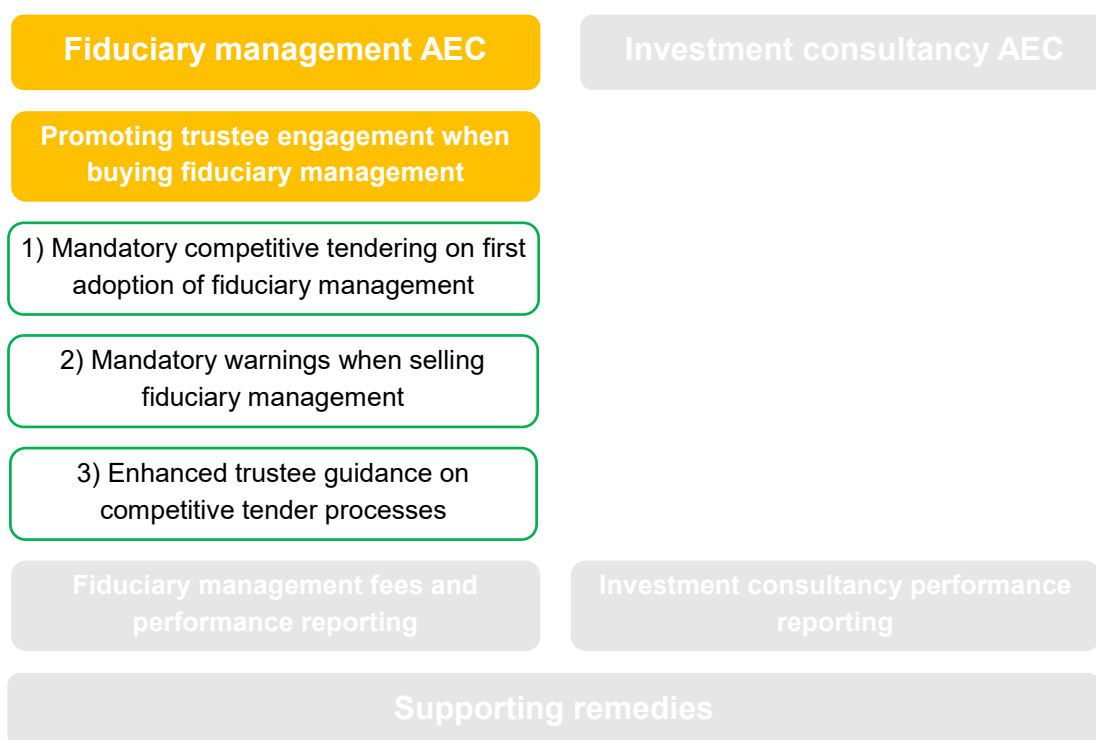 Fiduciary management AEC
Investment consultancy AEC
Promoting trustee engagement when
buying fiduciary management
1) Mandatory competitive tendering on first
adoption of fiduciary management
2) Mandatory warnings when selling
fiduciary management
3) Enhanced trustee guidance on
competitive tender processes
Fiduciary management fees and
performance reporting
Investment consultancy performance
reporting
Supporting remedies